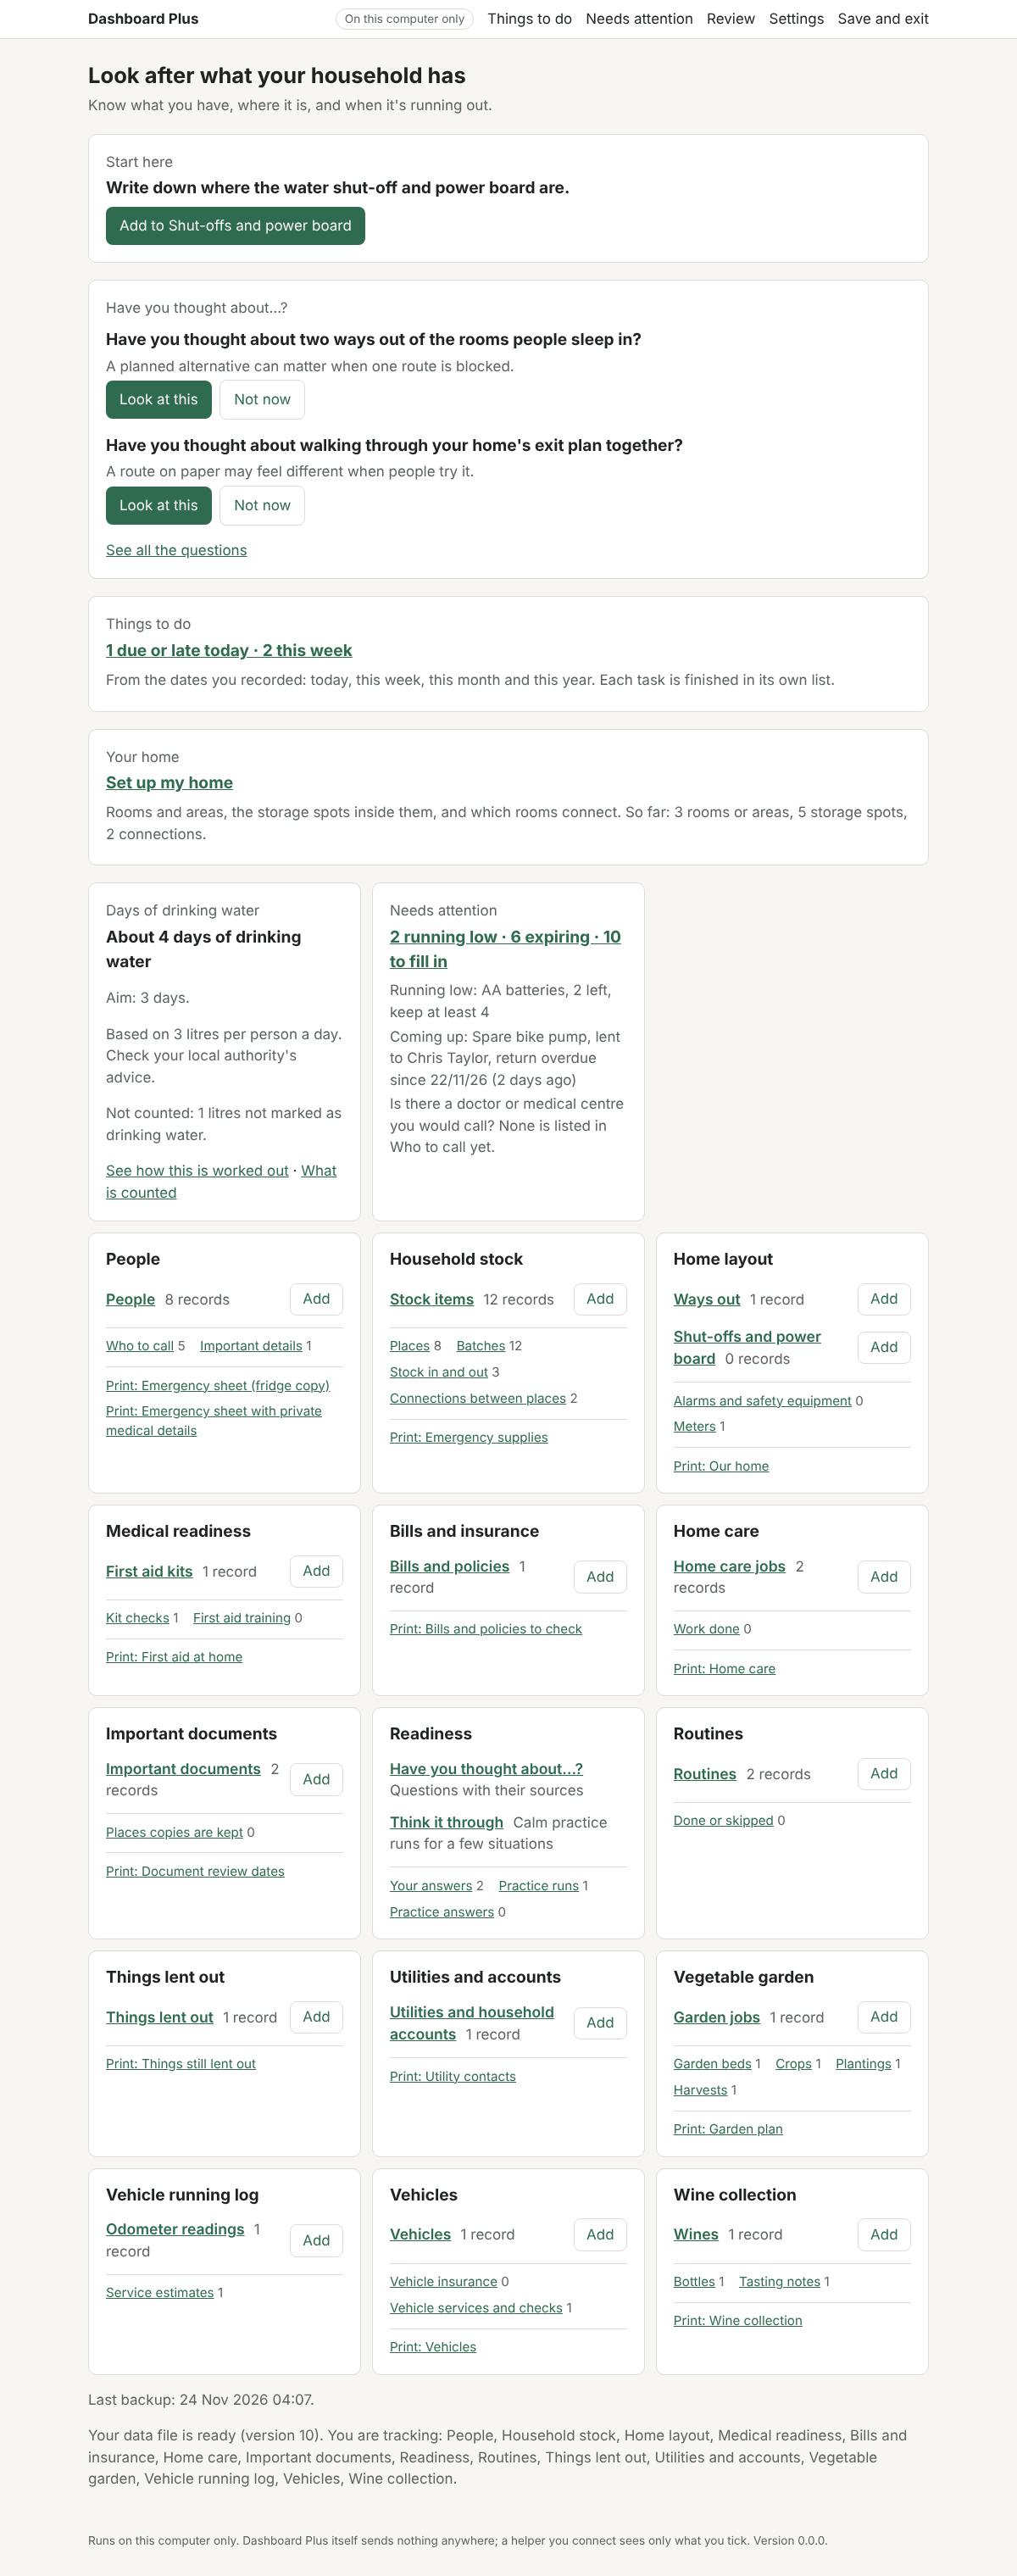 Dashboard Plus
On this computer only
Things to do
Needs attention
Review
Settings
Save and exit
Look after what your household has
Know what you have, where it is, and when it's running out.
Start here
Write down where the water shut-off and power board are.
Add to Shut-offs and power board
Have you thought about...?
Have you thought about two ways out of the rooms people sleep in?
A planned alternative can matter when one route is blocked.
Look at this
Not now
Have you thought about walking through your home's exit plan together?
A route on paper may feel different when people try it.
Look at this
Not now
See all the questions
Things to do
1 due or late today · 2 this week
From the dates you recorded: today, this week, this month and this year. Each task is finished in its own list.
Your home
Set up my home
Rooms and areas, the storage spots inside them, and which rooms connect. So far: 3 rooms or areas, 5 storage spots,
2 connections.
Days of drinking water
About 4 days of drinking
water
Aim: 3 days.
Based on 3 litres per person a day.
Check your local authority's
advice.
Not counted: 1 litres not marked as
drinking water.
See how this is worked out · What
is counted
Needs attention
2 running low · 6 expiring · 10
to fill in
Running low: AA batteries, 2 left,
keep at least 4
Coming up: Spare bike pump, lent
to Chris Taylor, return overdue
since 22/11/26 (2 days ago)
Is there a doctor or medical centre
you would call? None is listed in
Who to call yet.
People
People 8 records
Add
Who to call 5 Important details 1
Print: Emergency sheet (fridge copy)
Print: Emergency sheet with private
medical details
Household stock
Stock items 12 records
Add
Places 8 Batches 12
Stock in and out 3
Connections between places 2
Print: Emergency supplies
Home layout
Ways out 1 record
Add
Shut-offs and power
board 0 records
Add
Alarms and safety equipment 0
Meters 1
Print: Our home
Medical readiness
First aid kits 1 record
Add
Kit checks 1 First aid training 0
Print: First aid at home
Bills and insurance
Bills and policies 1
record
Add
Print: Bills and policies to check
Home care
Home care jobs 2
records
Add
Work done 0
Print: Home care
Important documents
Important documents 2
records
Add
Places copies are kept 0
Print: Document review dates
Readiness
Have you thought about...?
Questions with their sources
Think it through Calm practice
runs for a few situations
Your answers 2 Practice runs 1
Practice answers 0
Routines
Routines 2 records
Add
Done or skipped 0
Things lent out
Things lent out 1 record
Add
Print: Things still lent out
Utilities and accounts
Utilities and household
accounts 1 record
Add
Print: Utility contacts
Vegetable garden
Garden jobs 1 record
Add
Garden beds 1 Crops 1 Plantings 1
Harvests 1
Print: Garden plan
Vehicle running log
Odometer readings 1
record
Add
Service estimates 1
Vehicles
Vehicles 1 record
Add
Vehicle insurance 0
Vehicle services and checks 1
Print: Vehicles
Wine collection
Wines 1 record
Add
Bottles 1 Tasting notes 1
Print: Wine collection
Last backup: 24 Nov 2026 04:07.
Your data file is ready (version 10). You are tracking: People, Household stock, Home layout, Medical readiness, Bills and
insurance, Home care, Important documents, Readiness, Routines, Things lent out, Utilities and accounts, Vegetable
garden, Vehicle running log, Vehicles, Wine collection.
Runs on this computer only. Dashboard Plus itself sends nothing anywhere; a helper you connect sees only what you tick. Version 0.0.0.